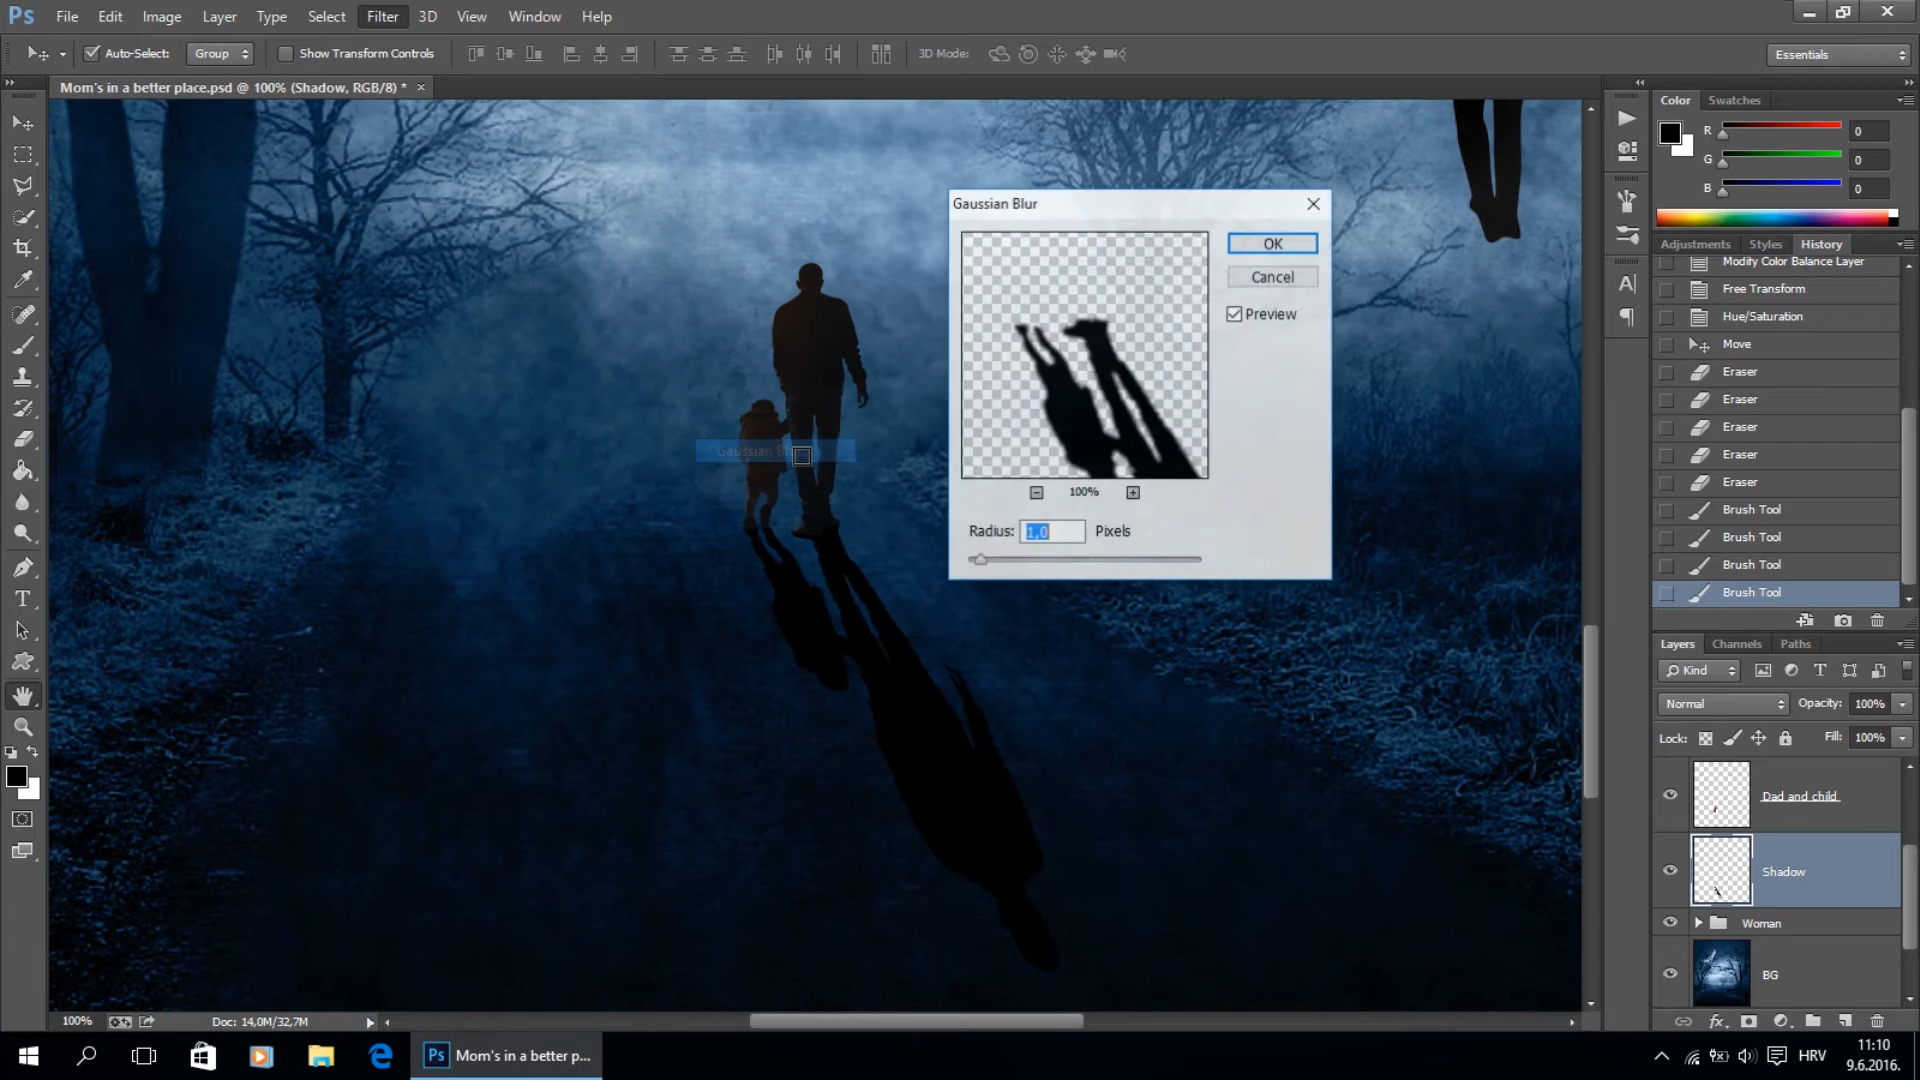 Ps File Edit Image Layer Type Select Filter 3D View Window Help
Auto-Select: Group Show Transform Controls 3D Mode: Essentials
Mom's in a better place.psd @ 100% (Shadow, RGB/8) *
Color Swatches
R 0
G 0
B 0
Gaussian Blur
OK
Cancel
Preview
100%
Radius: 1,0 Pixels
Adjustments Styles History
Modify Color Balance Layer
Free Transform
Hue/Saturation
Move
Eraser
Eraser
Eraser
Eraser
Eraser
Brush Tool
Brush Tool
Brush Tool
Brush Tool
Layers Channels Paths
Kind
Normal Opacity: 100%
Lock: Fill: 100%
Dad and child
Shadow
Woman
BG
100% Doc: 14,0M/32,7M
Ps Mom's in a better p...
HRV
11:10
9.6.2016.